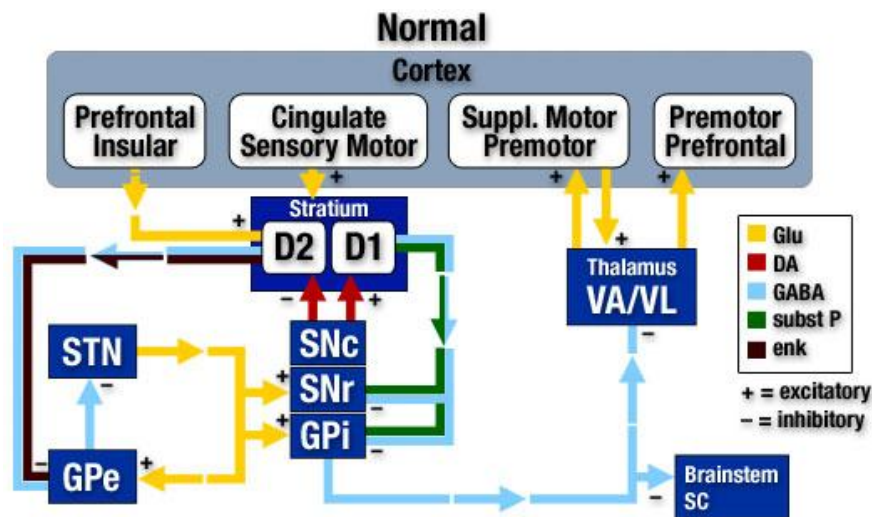 Normal
Cortex
Prefrontal
Insular
Cingulate
Sensory Motor
Suppl. Motor
Premotor
Premotor
Prefrontal
+
+
+
+
+
Stratium
D2
D1
Glu
DA
GABA
subst P
enk
+ = excitatory
− = inhibitory
Thalamus
VA/VL
−
−
+
STN
−
SNc
SNr
+
−
GPi
+
−
GPe
−
+
Brainstem
SC
−